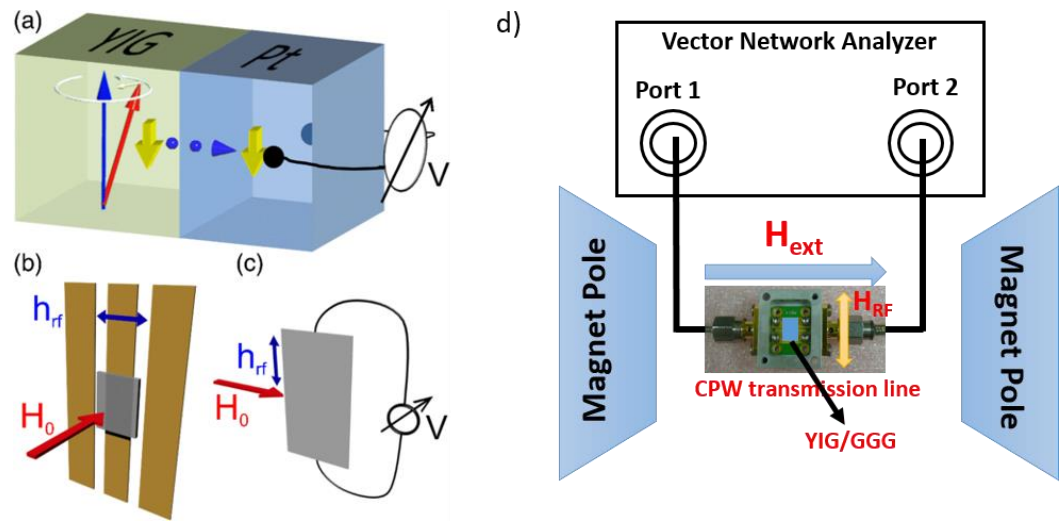 (a)
YIG
Pt
V
(b)
h_rf
H_0
(c)
h_rf
H_0
V
d)
Vector Network Analyzer
Port 1
Port 2
Magnet Pole
H_ext
H_RF
CPW transmission line
YIG/GGG
Magnet Pole